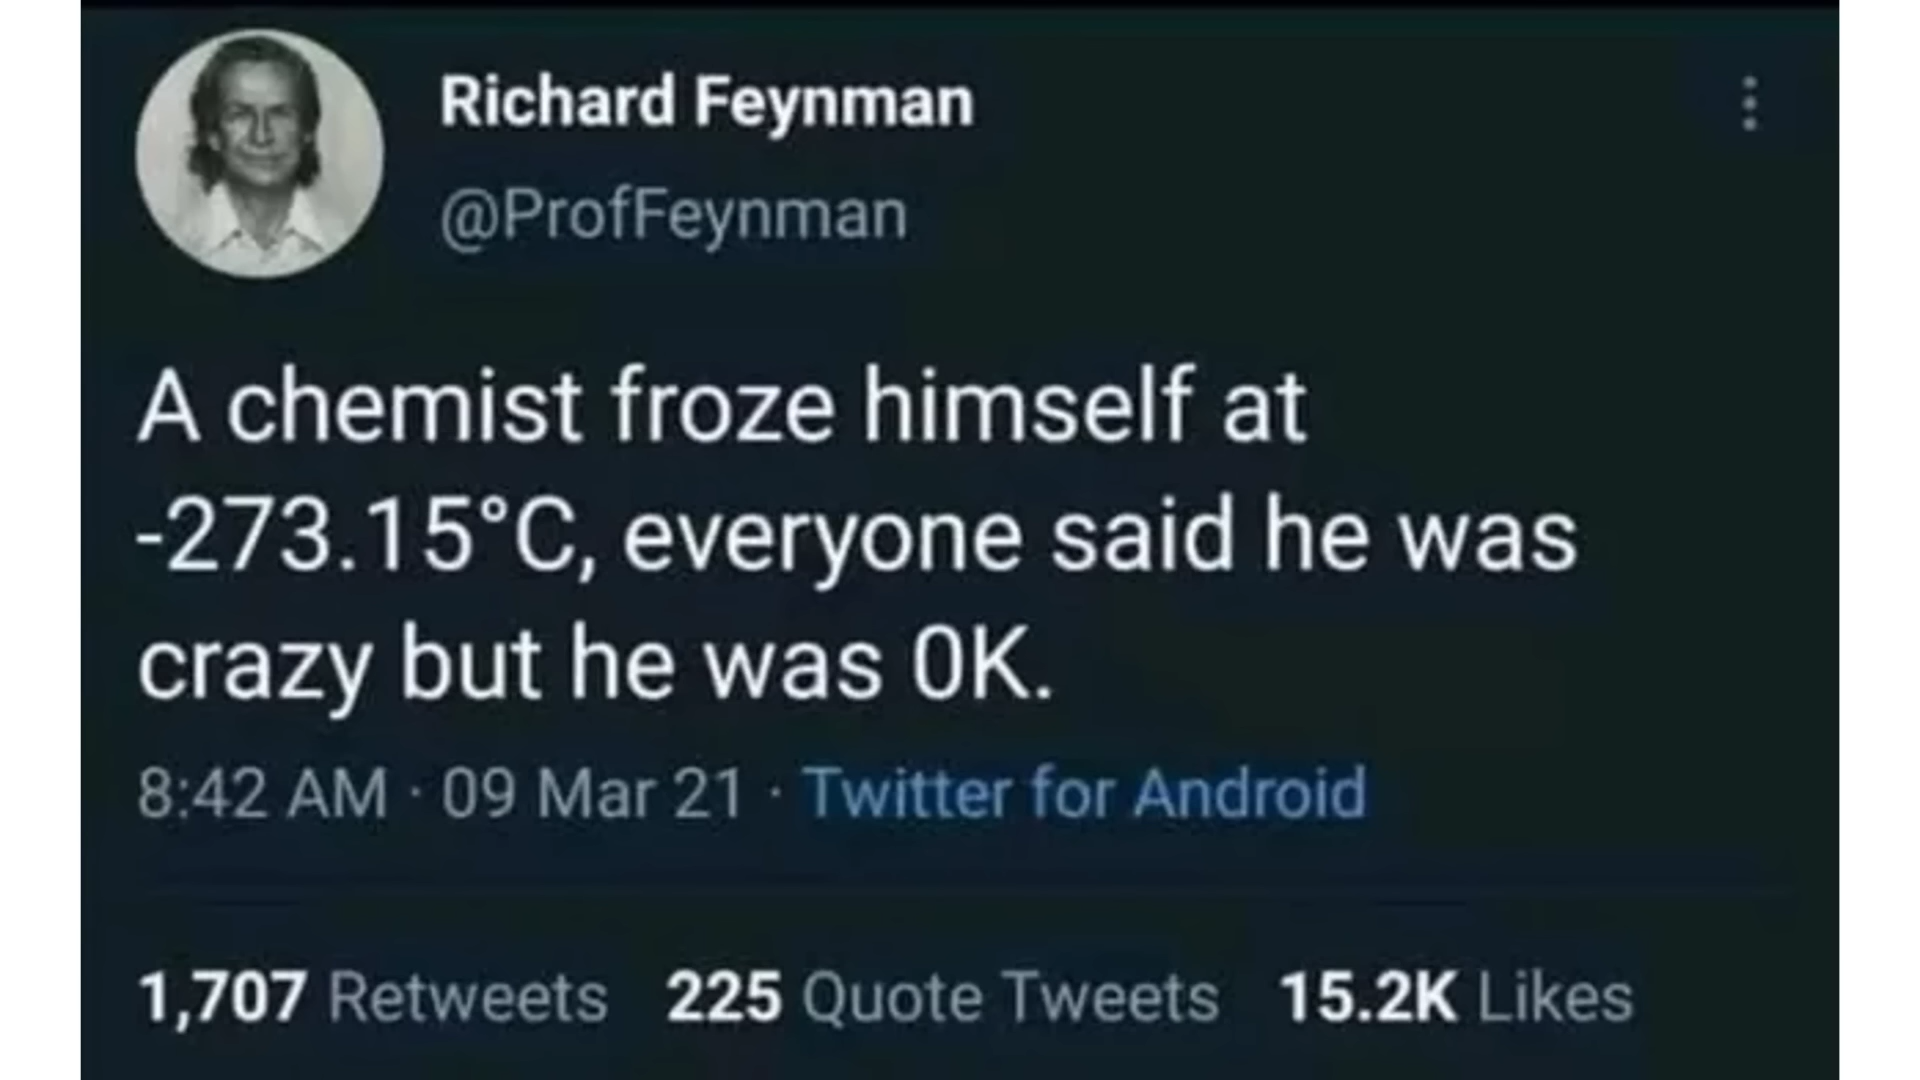 Richard Feynman
@ProfFeynman
A chemist froze himself at
-273.15°C, everyone said he was
crazy but he was 0K.
8:42 AM · 09 Mar 21 · Twitter for Android
1,707 Retweets 225 Quote Tweets 15.2K Likes